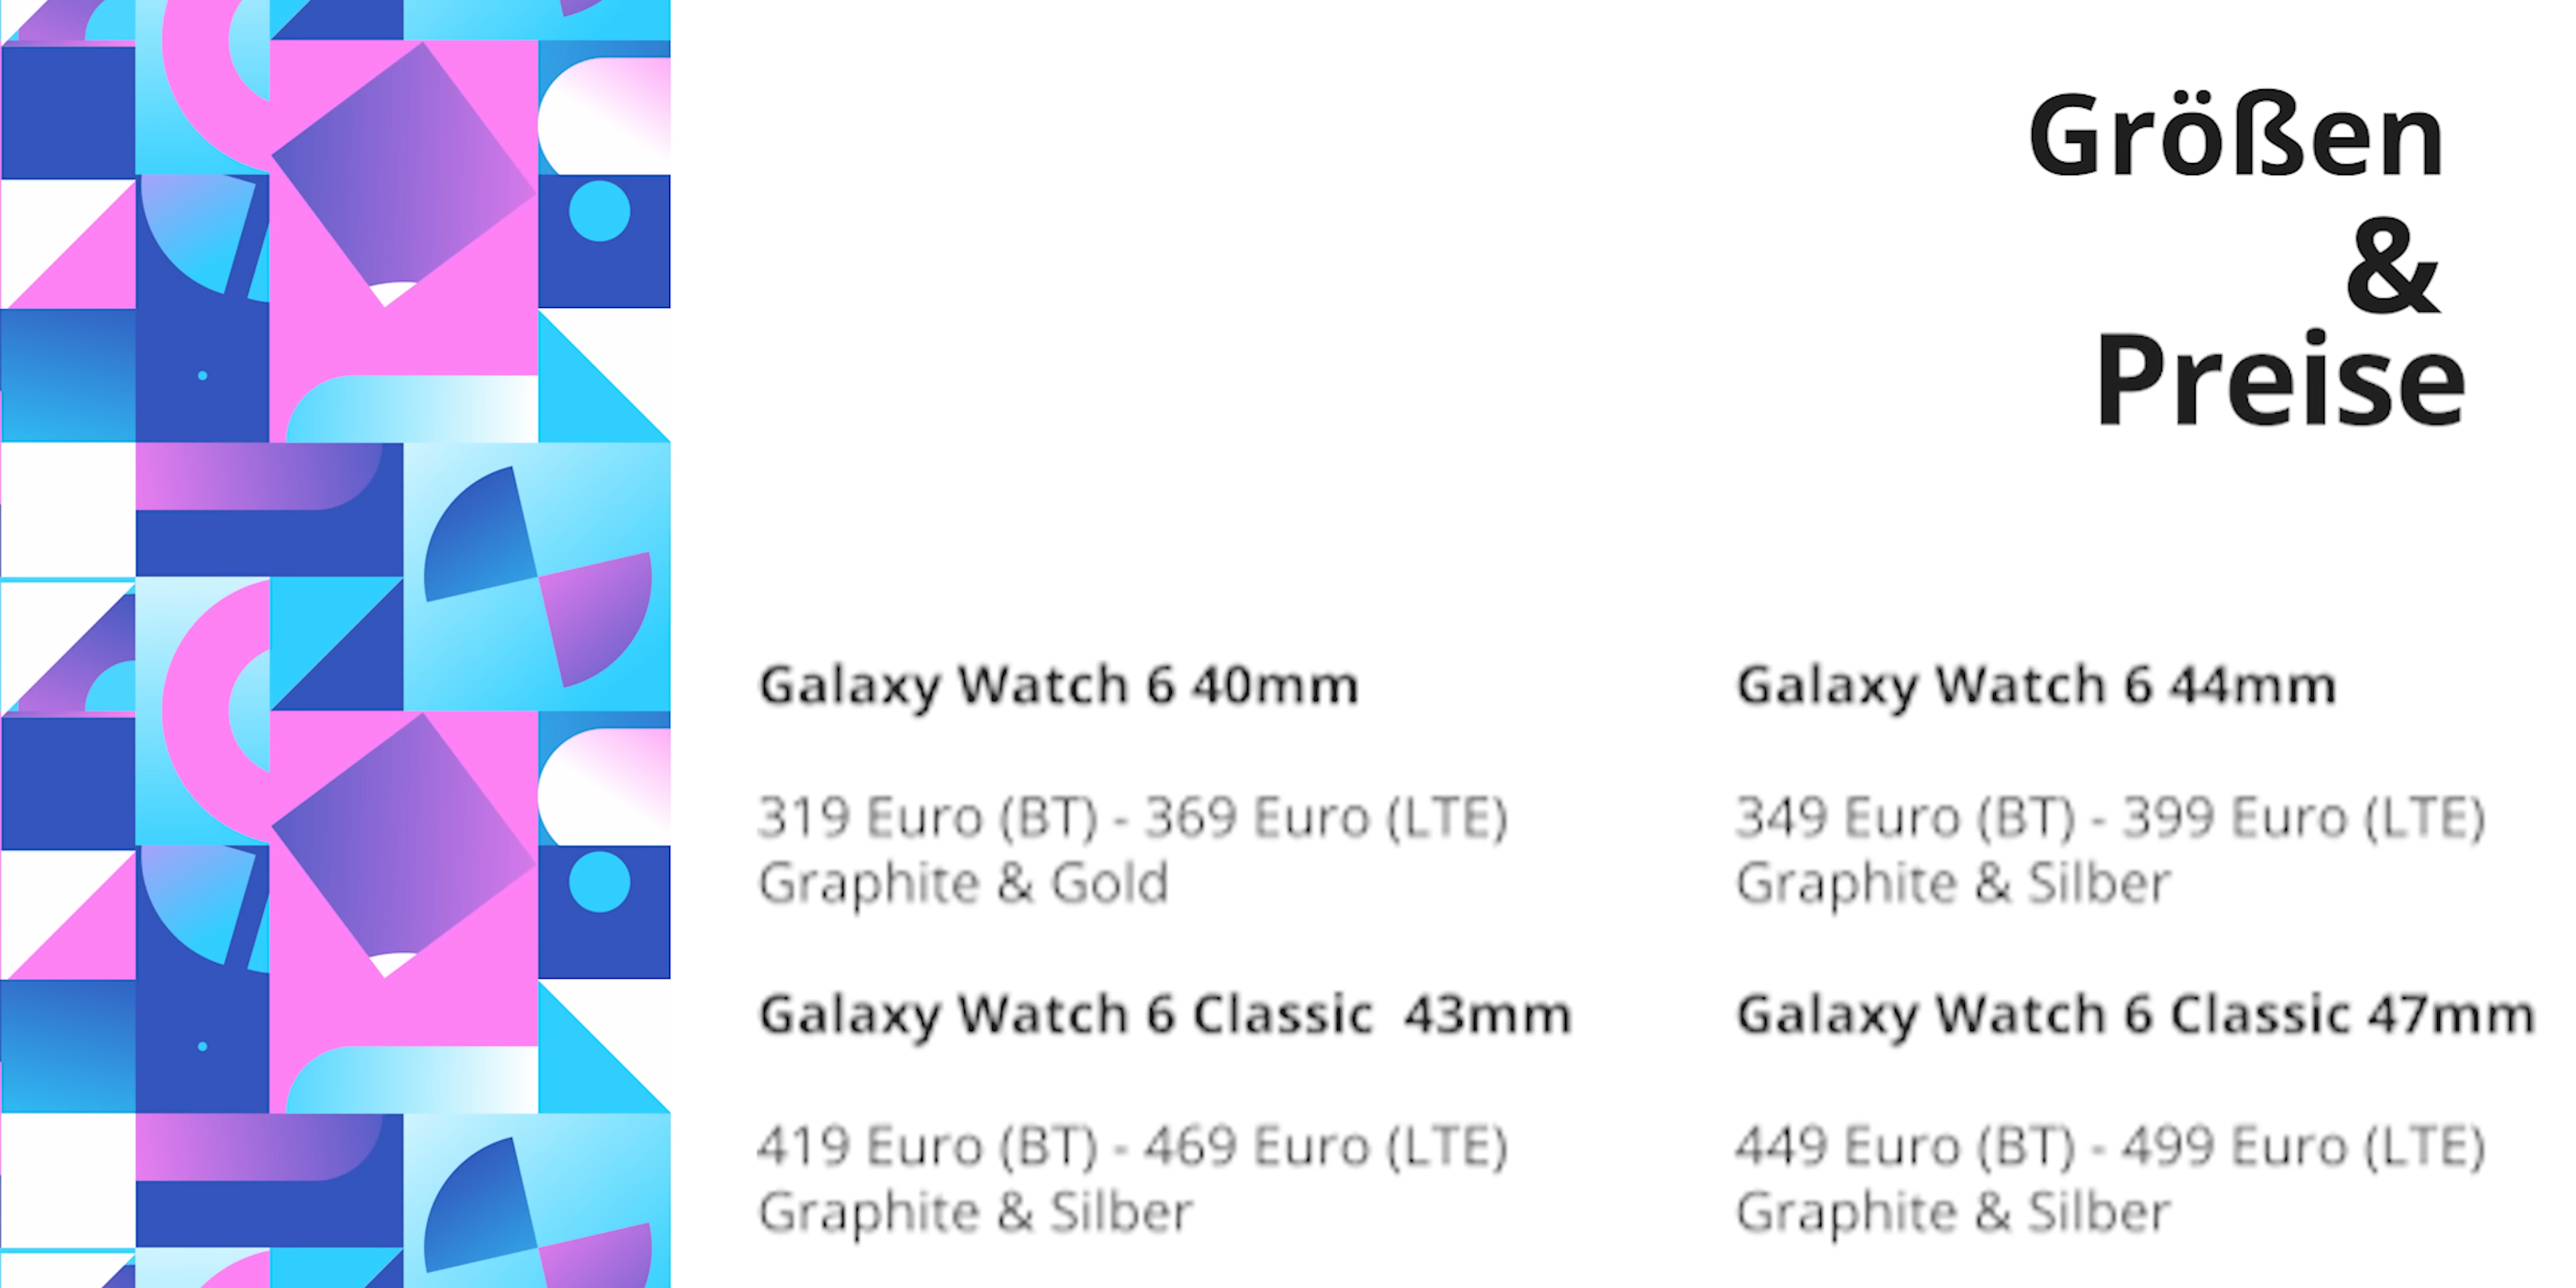 Größen
&
Preise
Galaxy Watch 6 40mm
319 Euro (BT) - 369 Euro (LTE)
Graphite & Gold
Galaxy Watch 6 44mm
349 Euro (BT) - 399 Euro (LTE)
Graphite & Silber
Galaxy Watch 6 Classic  43mm
419 Euro (BT) - 469 Euro (LTE)
Graphite & Silber
Galaxy Watch 6 Classic 47mm
449 Euro (BT) - 499 Euro (LTE)
Graphite & Silber